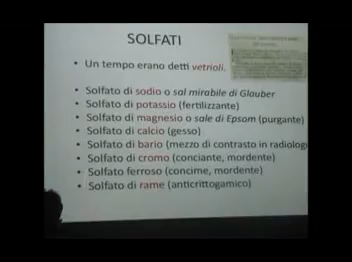 SOLFATI
• Un tempo erano detti vetrioli.
• Solfato di sodio o sal mirabile di Glauber
• Solfato di potassio (fertilizzante)
• Solfato di magnesio o sale di Epsom (purgante)
• Solfato di calcio (gesso)
• Solfato di bario (mezzo di contrasto in radiolog
• Solfato di cromo (conciante, mordente)
• Solfato ferroso (concime, mordente)
• Solfato di rame (anticrittogamico)